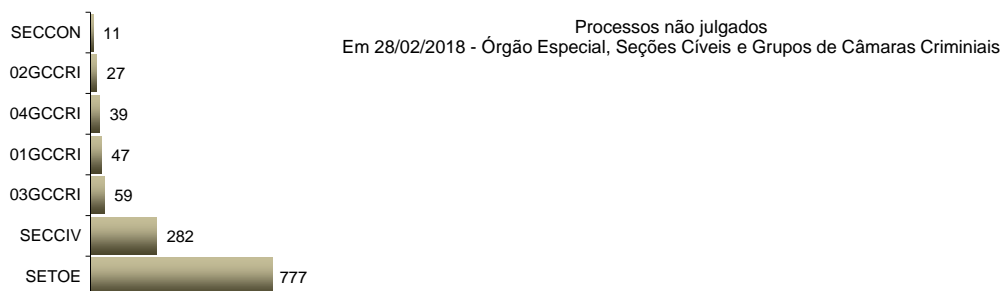 Processos não julgados
Em 28/02/2018 - Órgão Especial, Seções Cíveis e Grupos de Câmaras Criminiais
SECCON 11
02GCCRI 27
04GCCRI 39
01GCCRI 47
03GCCRI 59
SECCIV 282
SETOE 777